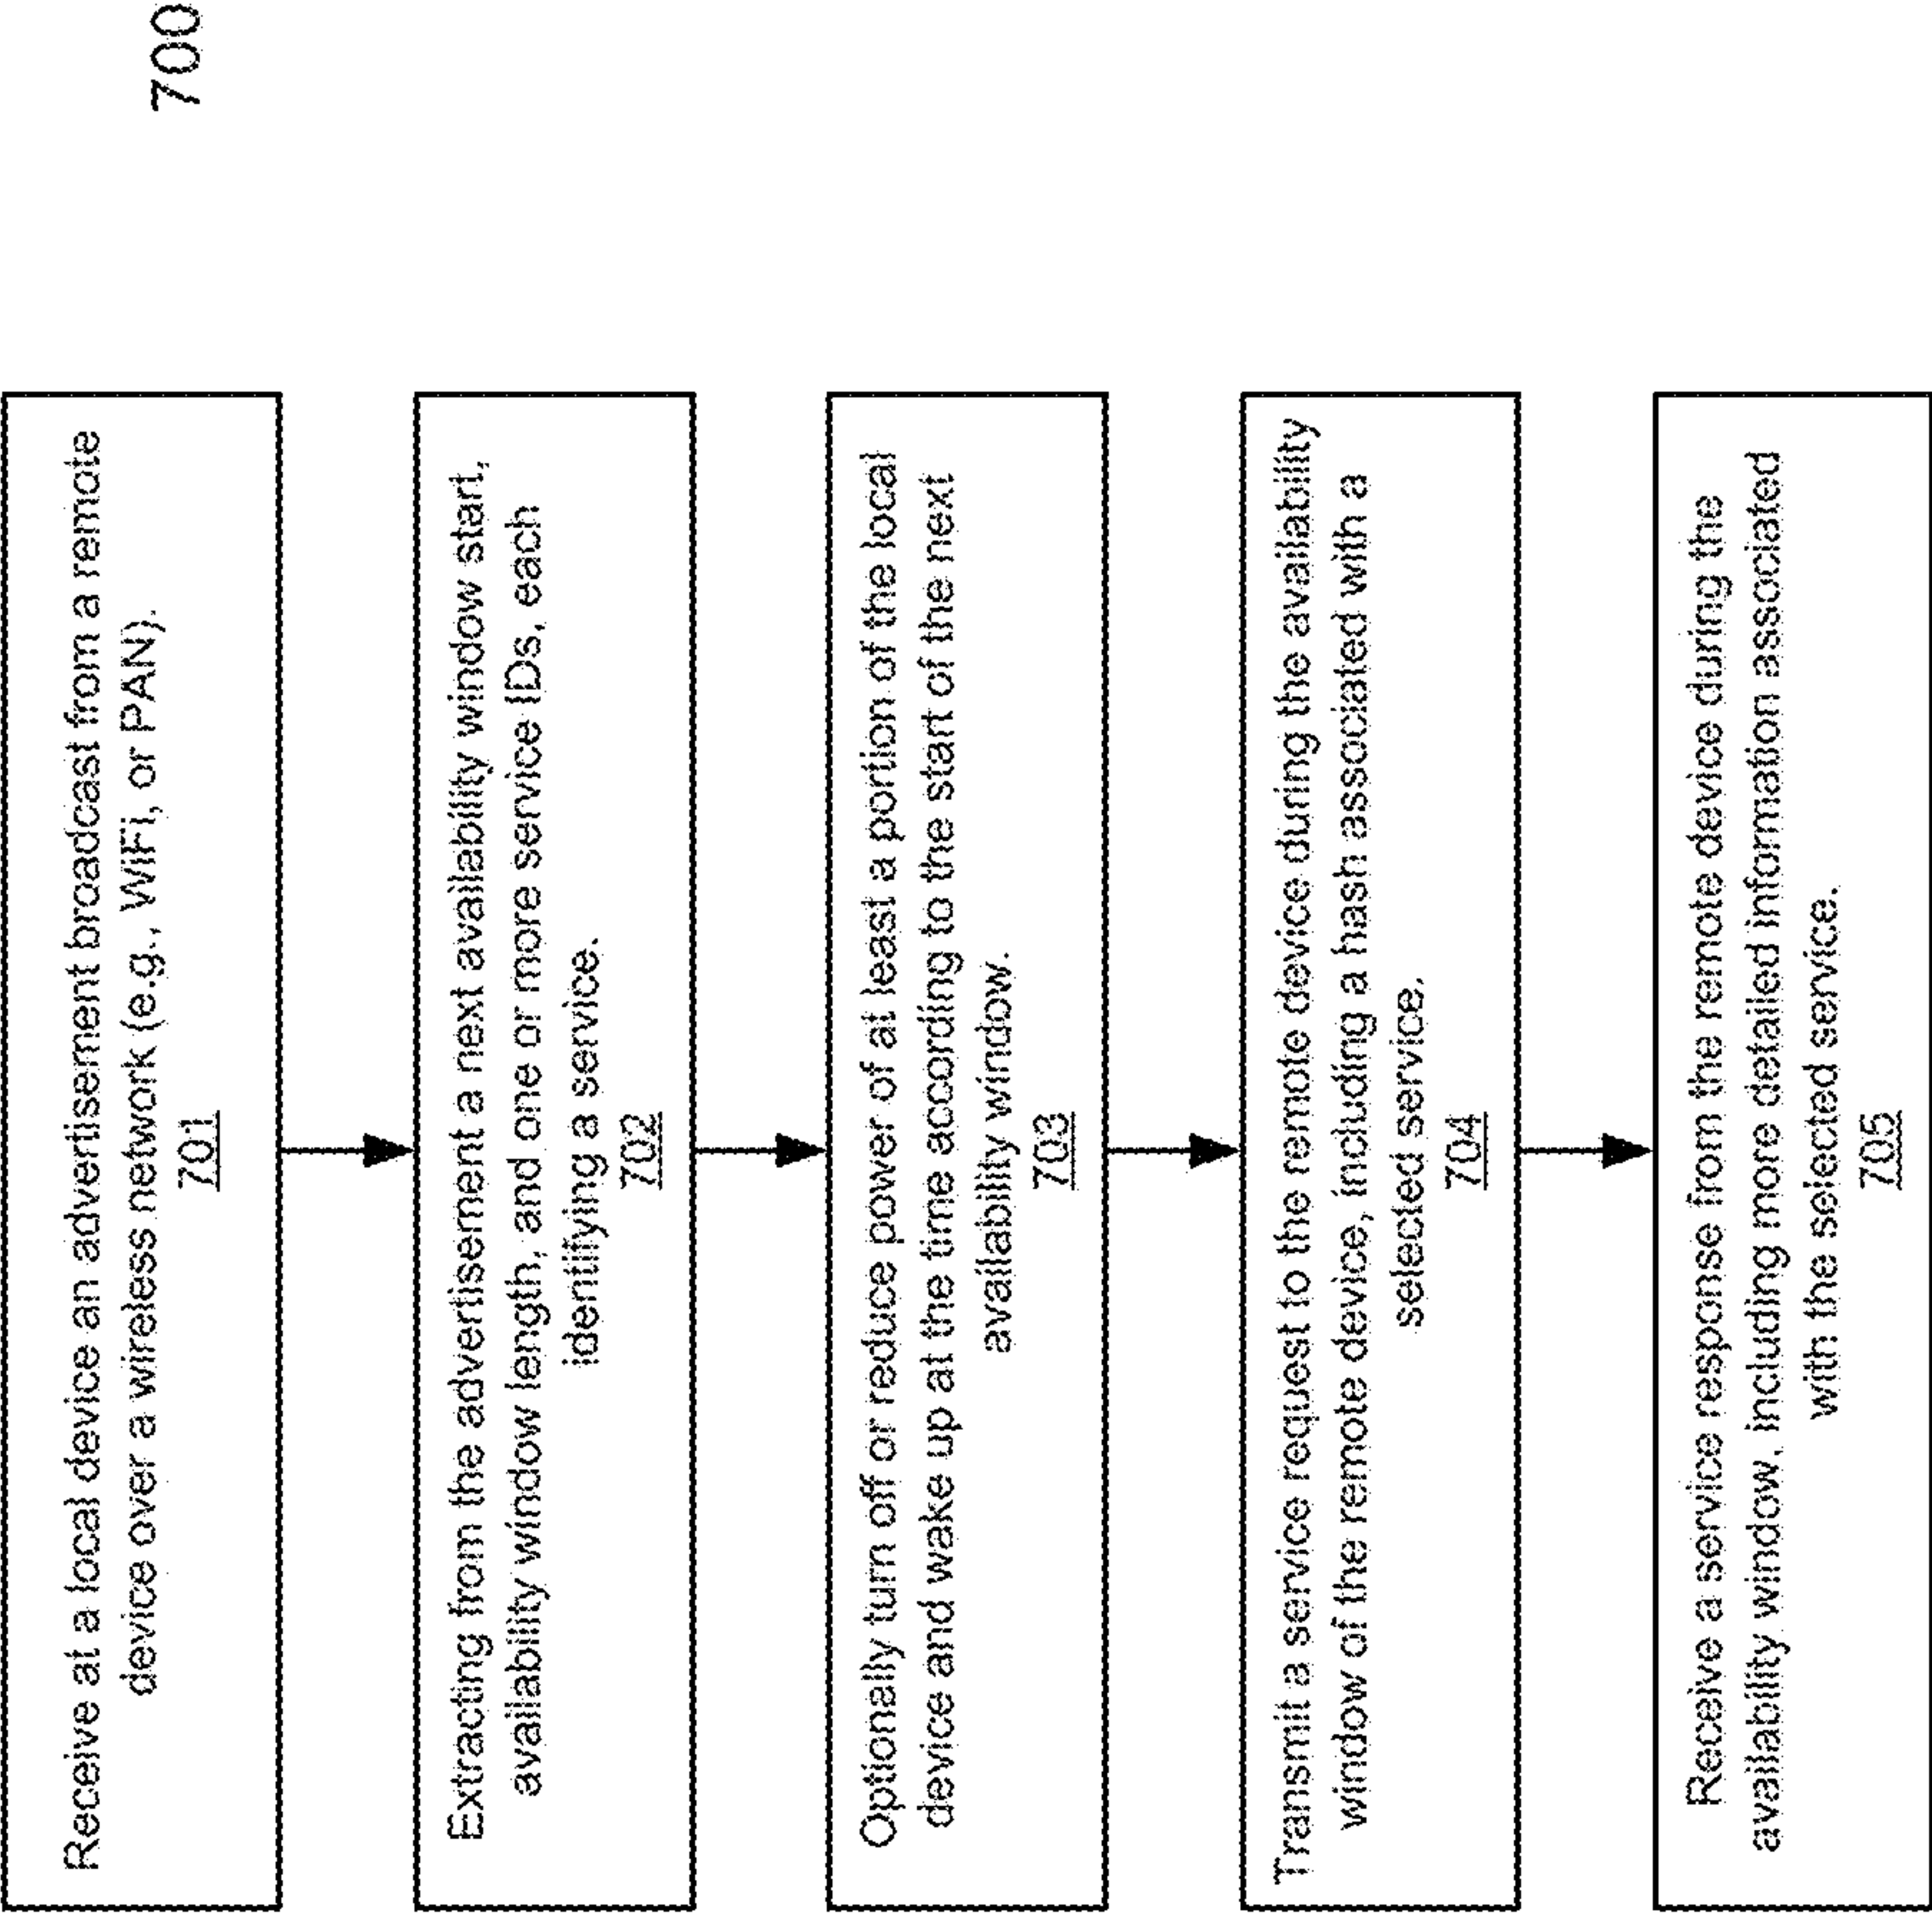 700
Receive at a local device an advertisement broadcast from a remote
device over a wireless network (e.g., WiFi, or PAN).
701
Extracting from the advertisement a next availability window start,
availability window length, and one or more service IDs, each
identifying a service.
702
Optionally turn off or reduce power of at least a portion of the local
device and wake up at the time according to the start of the next
availability window.
703
Transmit a service request to the remote device during the availability
window of the remote device, including a hash associated with a
selected service.
704
Receive a service response from the remote device during the
availability window, including more detailed information associated
with the selected service.
705